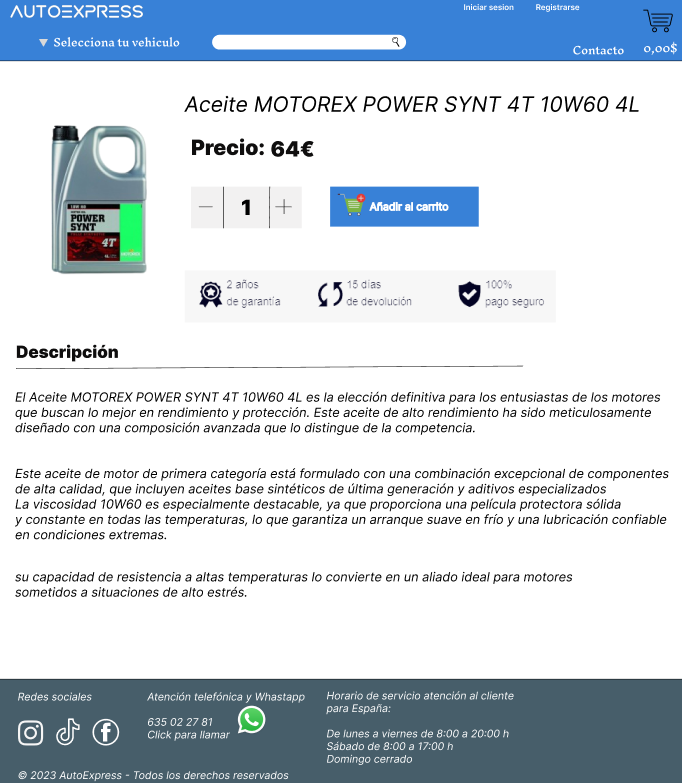 AUTOEXPRESS
Iniciar sesion
Registrarse
Selecciona tu vehículo
Contacto
0,00$
Aceite MOTOREX POWER SYNT 4T 10W60 4L
Precio: 64€
10W 60
POWER
SYNT
4T
4L
1
Añadir al carrito
2 años
de garantía
15 días
de devolución
100%
pago seguro
Descripción
El Aceite MOTOREX POWER SYNT 4T 10W60 4L es la elección definitiva para los entusiastas de los motores
que buscan lo mejor en rendimiento y protección. Este aceite de alto rendimiento ha sido meticulosamente
diseñado con una composición avanzada que lo distingue de la competencia.
Este aceite de motor de primera categoría está formulado con una combinación excepcional de componentes
de alta calidad, que incluyen aceites base sintéticos de última generación y aditivos especializados
La viscosidad 10W60 es especialmente destacable, ya que proporciona una película protectora sólida
y constante en todas las temperaturas, lo que garantiza un arranque suave en frío y una lubricación confiable
en condiciones extremas.
su capacidad de resistencia a altas temperaturas lo convierte en un aliado ideal para motores
sometidos a situaciones de alto estrés.
Redes sociales
Atención telefónica y Whastapp
635 02 27 81
Click para llamar
Horario de servicio atención al cliente
para España:
De lunes a viernes de 8:00 a 20:00 h
Sábado de 8:00 a 17:00 h
Domingo cerrado
© 2023 AutoExpress - Todos los derechos reservados